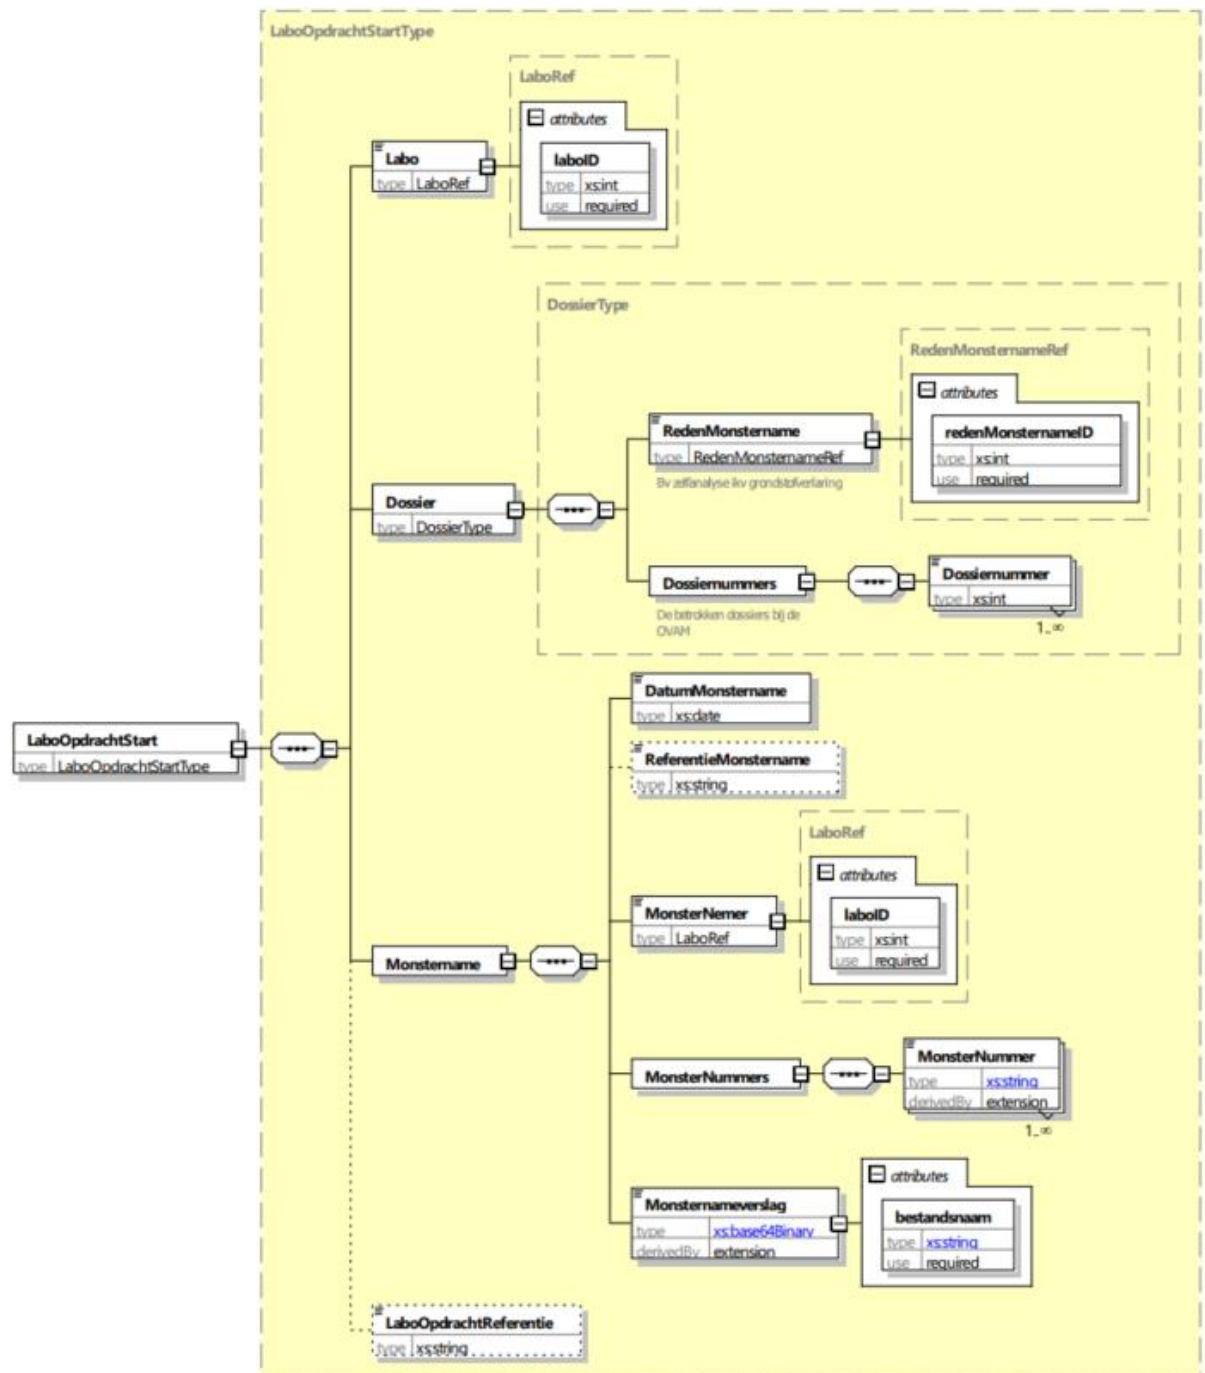 LaboOpdrachtStartType
LaboRef
attributes
Labo
type LaboRef
laboID
type xs:int
use required
DossierType
RedenMonsternameRef
attributes
RedenMonstername
type RedenMonsternameRef
Bv zelfanalyse ikv grondstofverlaring
redenMonsternameID
type xs:int
use required
Dossier
type DossierType
Dossiernummers
De betrokken dossiers bij de
OVAM
Dossiernummer
type xs:int
1..∞
LaboOpdrachtStart
type LaboOpdrachtStartType
DatumMonstername
type xs:date
ReferentieMonstername
type xs:string
LaboRef
attributes
MonsterNemer
type LaboRef
laboID
type xs:int
use required
Monstername
MonsterNummers
MonsterNummer
type xs:string
derivedBy extension
1..∞
Monsternameverslag
type xs:base64Binary
derivedBy extension
attributes
bestandsnaam
type xs:string
use required
LaboOpdrachtReferentie
type xs:string